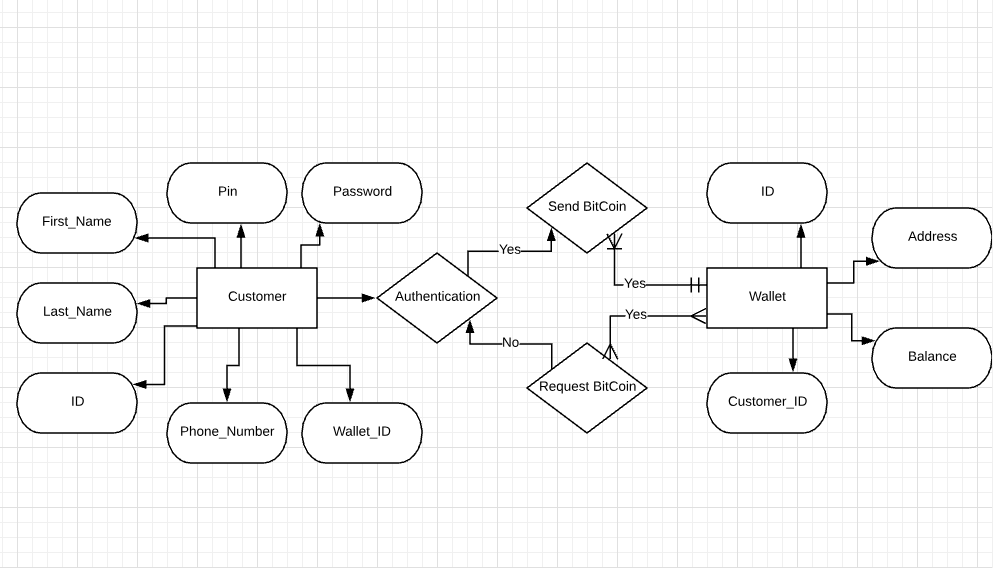 Pin
Password
First_Name
Last_Name
ID
Customer
Phone_Number
Wallet_ID
Authentication
Yes
No
Send BitCoin
Request BitCoin
Yes
Yes
ID
Wallet
Address
Balance
Customer_ID